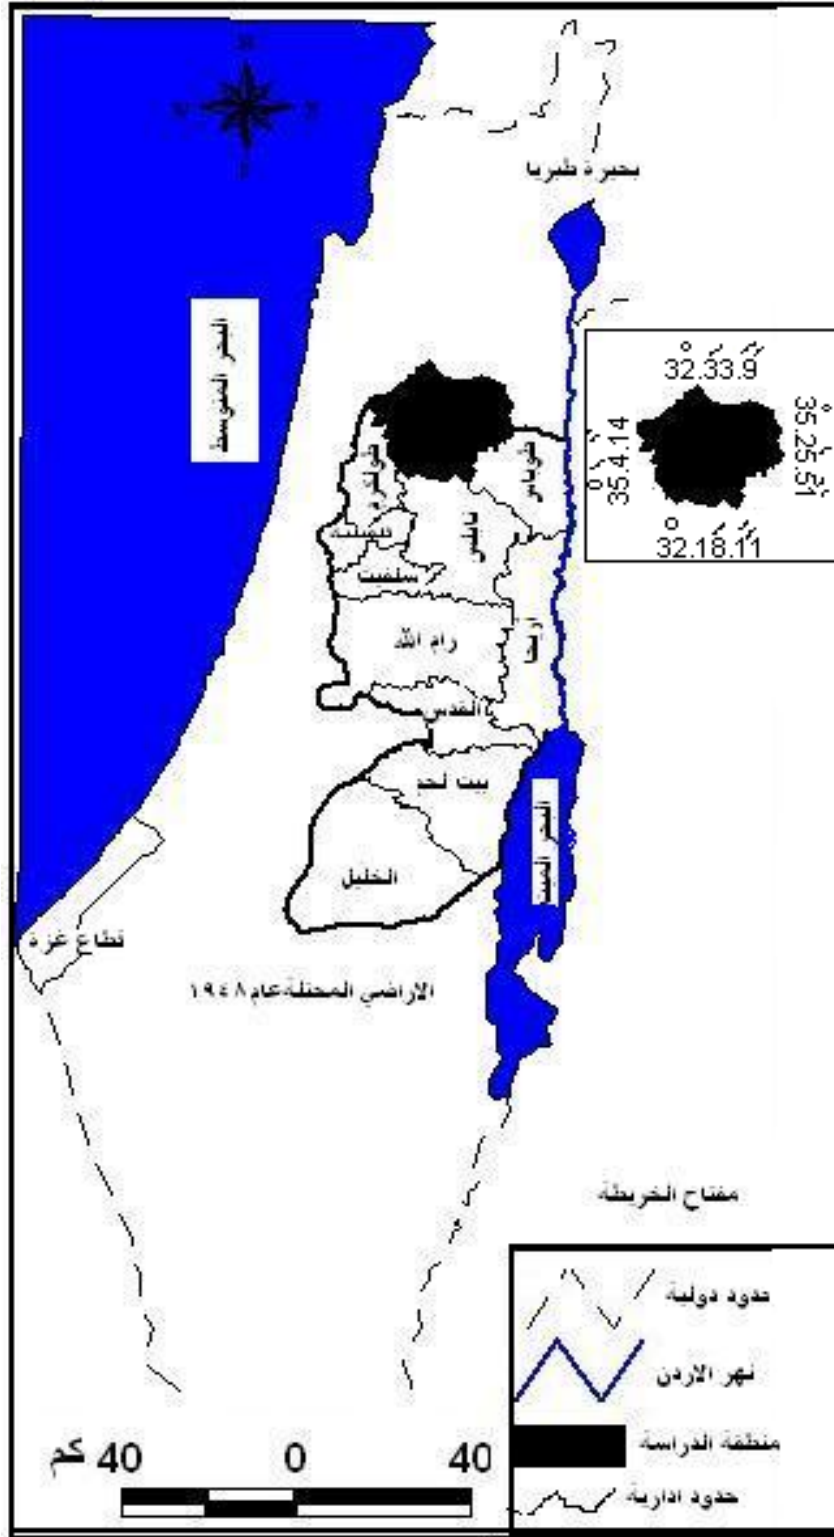 بحيرة طبريا
البحر المتوسط
32.33.9
35.25.51
35.4.14
32.18.11
طولكرم
طوباس
نابلس
قلقيلية
سلفيت
رام الله
اريحا
القدس
بيت لحم
البحر الميت
الخليل
قطاع غزة
الاراضي المحتلة عام ١٩٤٨
مفتاح الخريطة
حدود دولية
نهر الاردن
منطقة الدراسة
حدود ادارية
40 0 40 كم